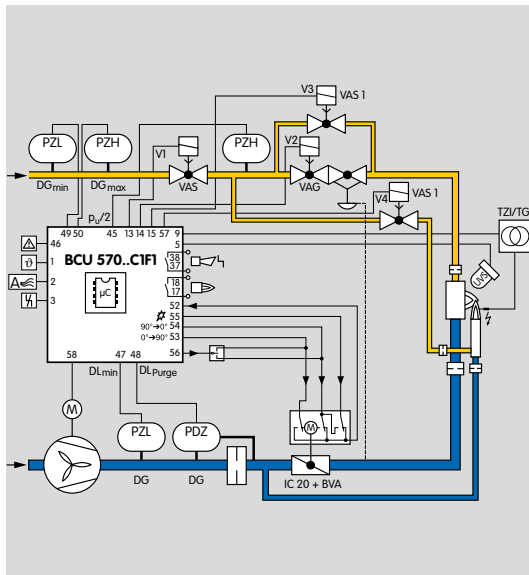 V3
VAS 1
PZL
PZH
V1
PZH
V2
DGmin
DGmax
VAS
VAG
VAS 1
V4
TZI/TGI
pu/2
49 50 45 13 14 15 57 9
46
5
BCU 570..C1F1
1
38
37
µC
A
2
18
17
UVS
3
52
55
90°→0° 54
0°→90° 53
58 47 48 56
DLmin
DLPurge
M
PZL
PDZ
M
DG
DG
IC 20 + BVA